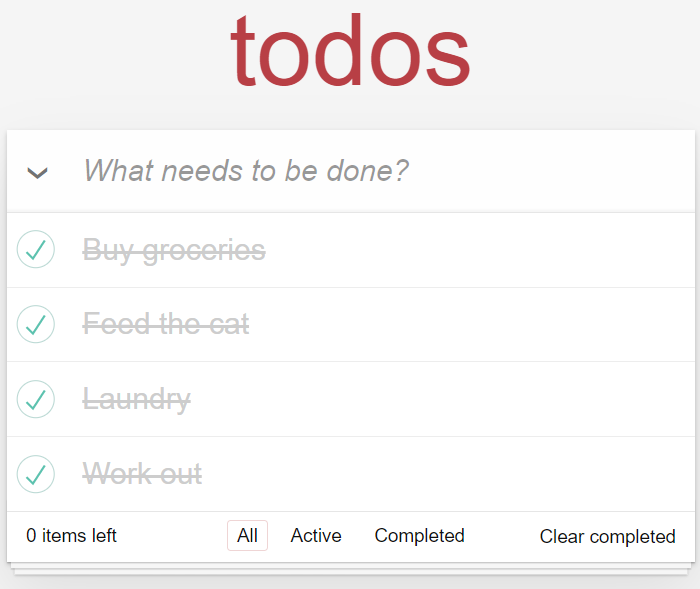 todos
What needs to be done?
Buy groceries
Feed the cat
Laundry
Work out
0 items left All Active Completed Clear completed